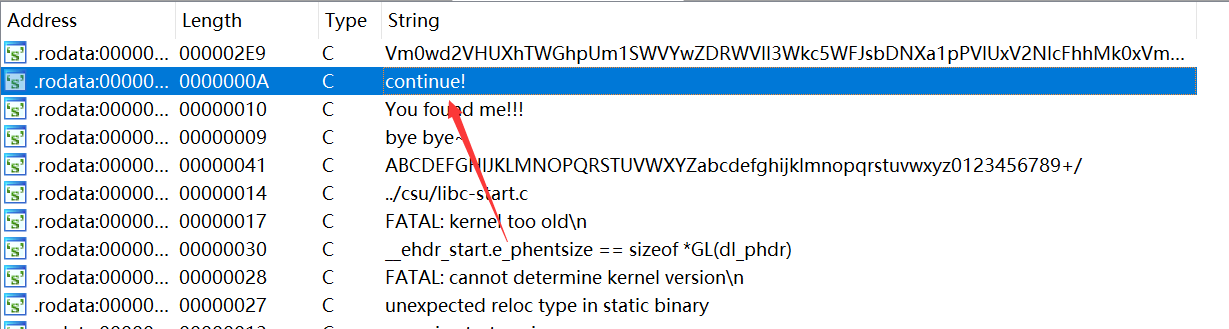 Address Length Type String
.rodata:00000... 000002E9 C Vm0wd2VHUXhTWGhpUm1SWVYwZDRWVll3Wkc5WFJsbDNXa1pPVlUxV2NIcFhhMk0xVm...
.rodata:00000... 0000000A C continue!
.rodata:00000... 00000010 C You found me!!!
.rodata:00000... 00000009 C bye bye~
.rodata:00000... 00000041 C ABCDEFGHIJKLMNOPQRSTUVWXYZabcdefghijklmnopqrstuvwxyz0123456789+/
.rodata:00000... 00000014 C ../csu/libc-start.c
.rodata:00000... 00000017 C FATAL: kernel too old\n
.rodata:00000... 00000030 C __ehdr_start.e_phentsize == sizeof *GL(dl_phdr)
.rodata:00000... 00000028 C FATAL: cannot determine kernel version\n
.rodata:00000... 00000027 C unexpected reloc type in static binary